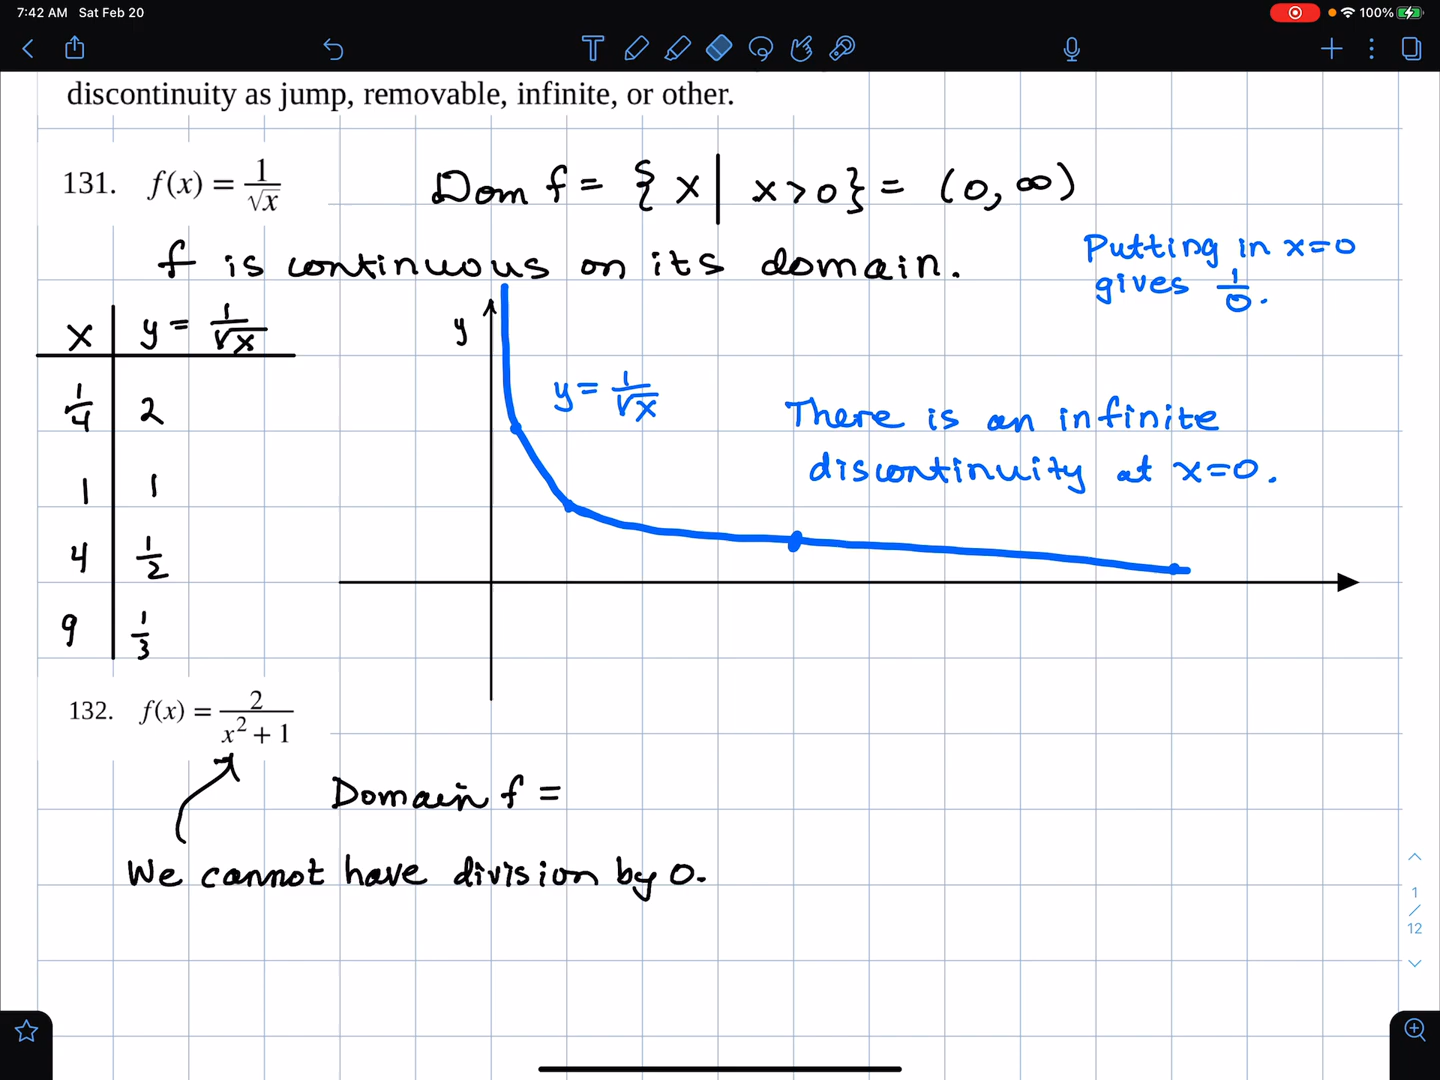 7:42 AM Sat Feb 20
100%
discontinuity as jump, removable, infinite, or other.
131. f(x) = 1/√x
Dom f = { x | x > 0 } = (0, ∞)
f is continuous on its domain.
Putting in x=0
gives 1/0.
x y = 1/√x
y
1/4 2
y = 1/√x
There is an infinite
discontinuity at x=0.
1 1
4 1/2
9 1/3
132. f(x) = 2/(x² + 1)
Domain f =
We cannot have division by 0.
1
/
12